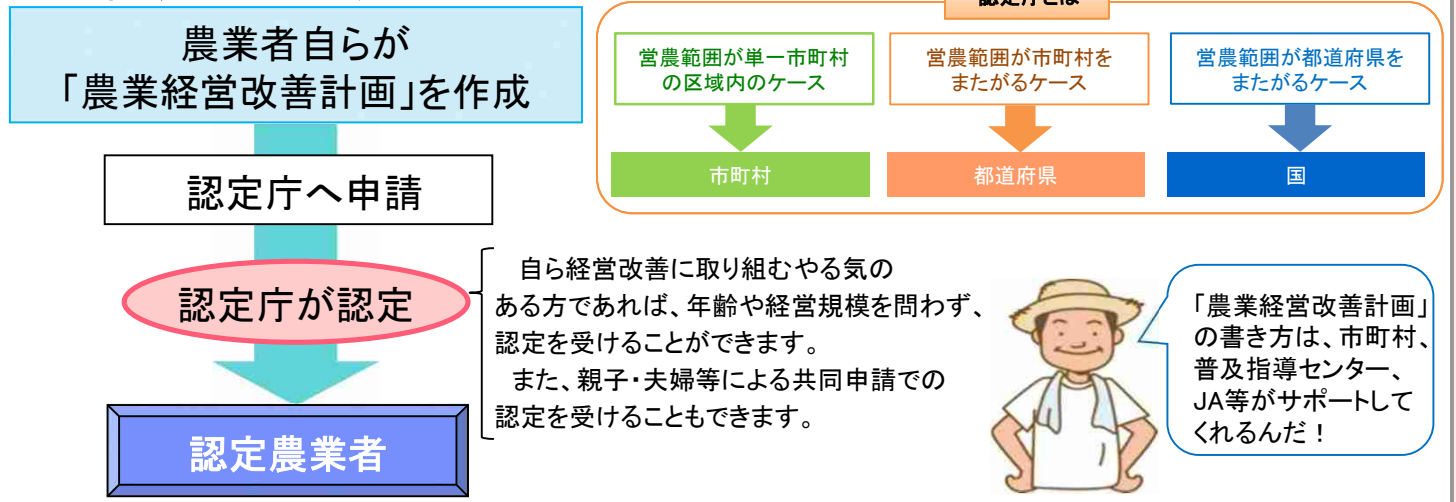 農業者自らが
「農業経営改善計画」を作成
認定庁へ申請
認定庁が認定
認定農業者
認定庁とは
営農範囲が単一市町村
の区域内のケース
市町村
営農範囲が市町村を
またがるケース
都道府県
営農範囲が都道府県を
またがるケース
国
自ら経営改善に取り組むやる気の
ある方であれば、年齢や経営規模を問わず、
認定を受けることができます。
また、親子・夫婦等による共同申請での
認定を受けることもできます。
「農業経営改善計画」
の書き方は、市町村、
普及指導センター、
JA等がサポートして
くれるんだ！